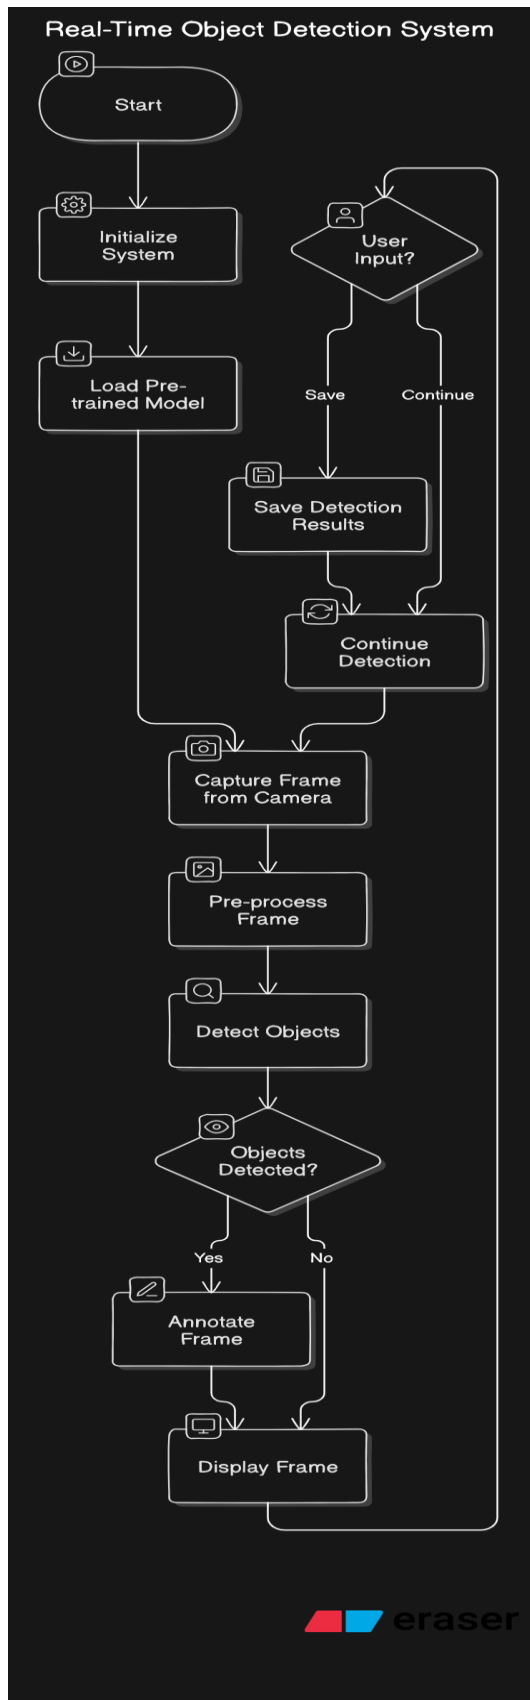 Real-Time Object Detection System
Start
Initialize
System
Load Pre-
trained Model
User
Input?
Save
Continue
Save Detection
Results
Continue
Detection
Capture Frame
from Camera
Pre-process
Frame
Detect Objects
Objects
Detected?
Yes
No
Annotate
Frame
Display Frame
eraser